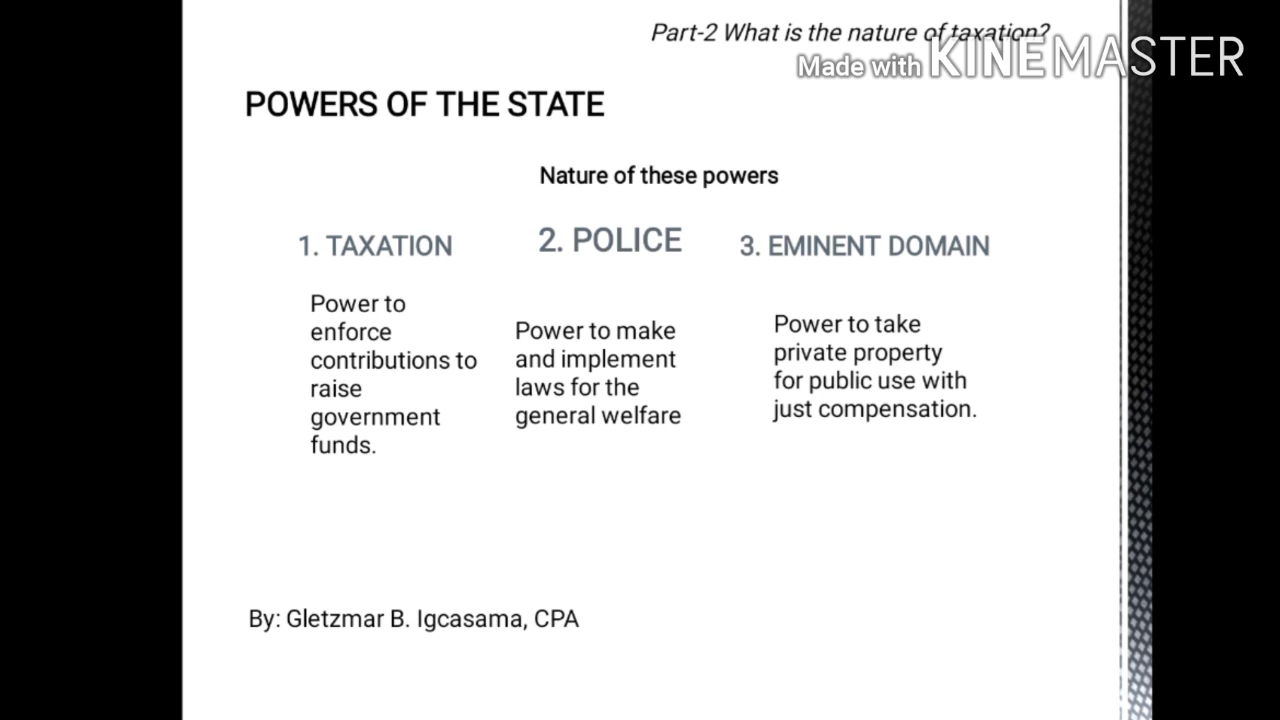 Part-2 What is the nature of taxation?
Made with KINEMASTER
POWERS OF THE STATE
Nature of these powers
1. TAXATION
Power to
enforce
contributions to
raise
government
funds.
2. POLICE
Power to make
and implement
laws for the
general welfare
3. EMINENT DOMAIN
Power to take
private property
for public use with
just compensation.
By: Gletzmar B. Igcasama, CPA